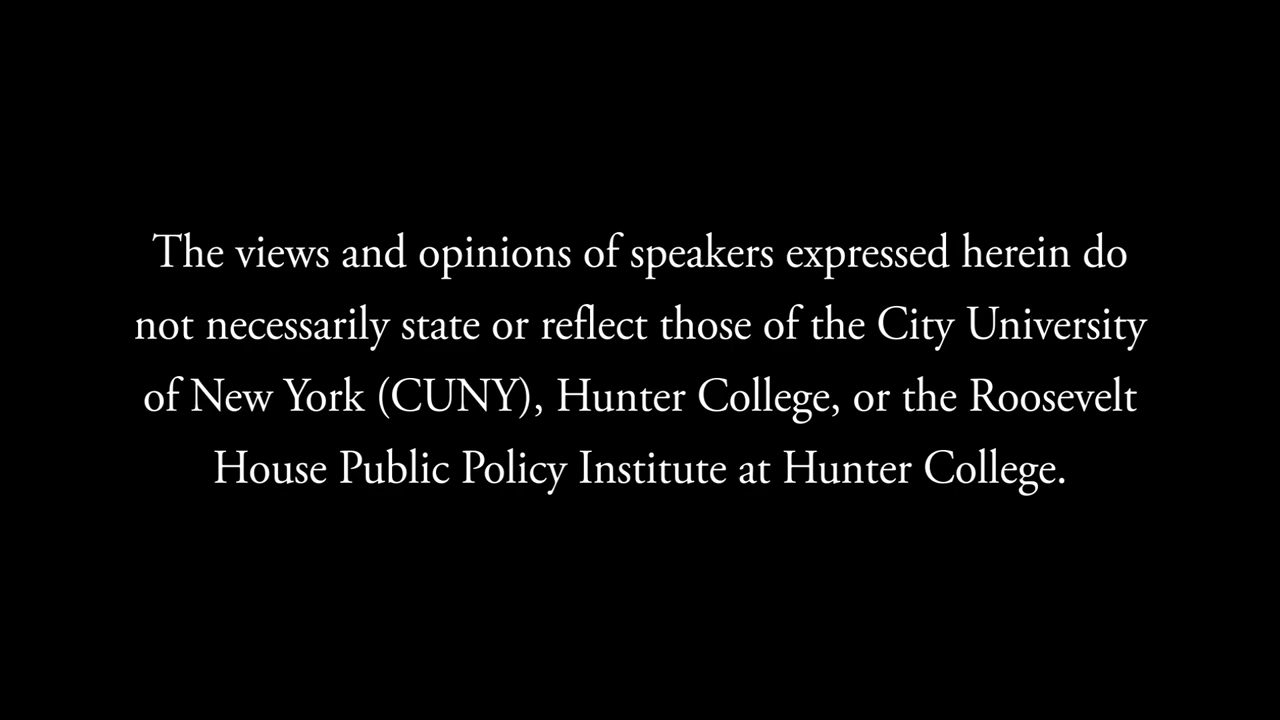 The views and opinions of speakers expressed herein do
not necessarily state or reflect those of the City University
of New York (CUNY), Hunter College, or the Roosevelt
House Public Policy Institute at Hunter College.